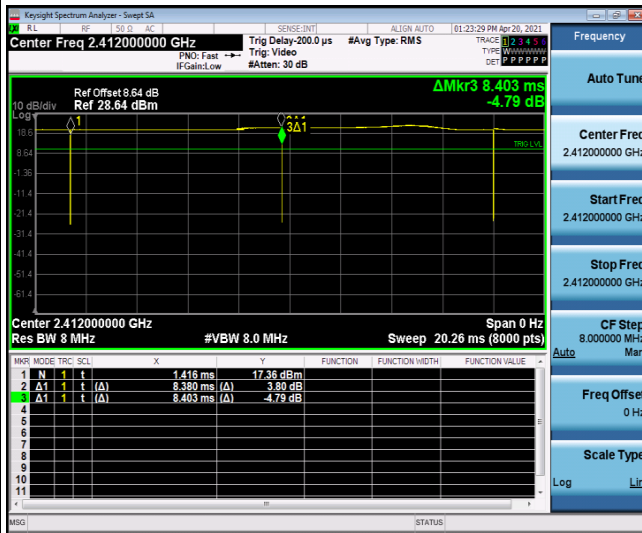 Keysight Spectrum Analyzer - Swept SA
RL RF 50 Ω AC SENSE:INT ALIGN AUTO 01:23:29 PM Apr 20, 2021
Center Freq 2.412000000 GHz
PNO: Fast
IFGain:Low
Trig Delay-200.0 µs
Trig: Video
#Atten: 30 dB
#Avg Type: RMS
TRACE 1 2 3 4 5 6
TYPE W
DET P P P P P P
Ref Offset 8.64 dB
Ref 28.64 dBm
10 dB/div
Log
ΔMkr3 8.403 ms
-4.79 dB
1
3Δ1
TRIG LVL
18.6
8.64
-1.36
-11.4
-21.4
-31.4
-41.4
-51.4
-61.4
Center 2.412000000 GHz
Span 0 Hz
Res BW 8 MHz
#VBW 8.0 MHz
Sweep 20.26 ms (8000 pts)
MKR MODE TRC SCL X Y FUNCTION FUNCTION WIDTH FUNCTION VALUE
1 N 1 t 1.416 ms 17.36 dBm
2 Δ1 1 t (Δ) 8.380 ms (Δ) 3.80 dB
3 Δ1 1 t (Δ) 8.403 ms (Δ) -4.79 dB
4
5
6
7
8
9
10
11
MSG
STATUS
Frequency
Auto Tune
Center Freq
2.412000000 GHz
Start Freq
2.412000000 GHz
Stop Freq
2.412000000 GHz
CF Step
8.000000 MHz
Auto Man
Freq Offset
0 Hz
Scale Type
Log Lin